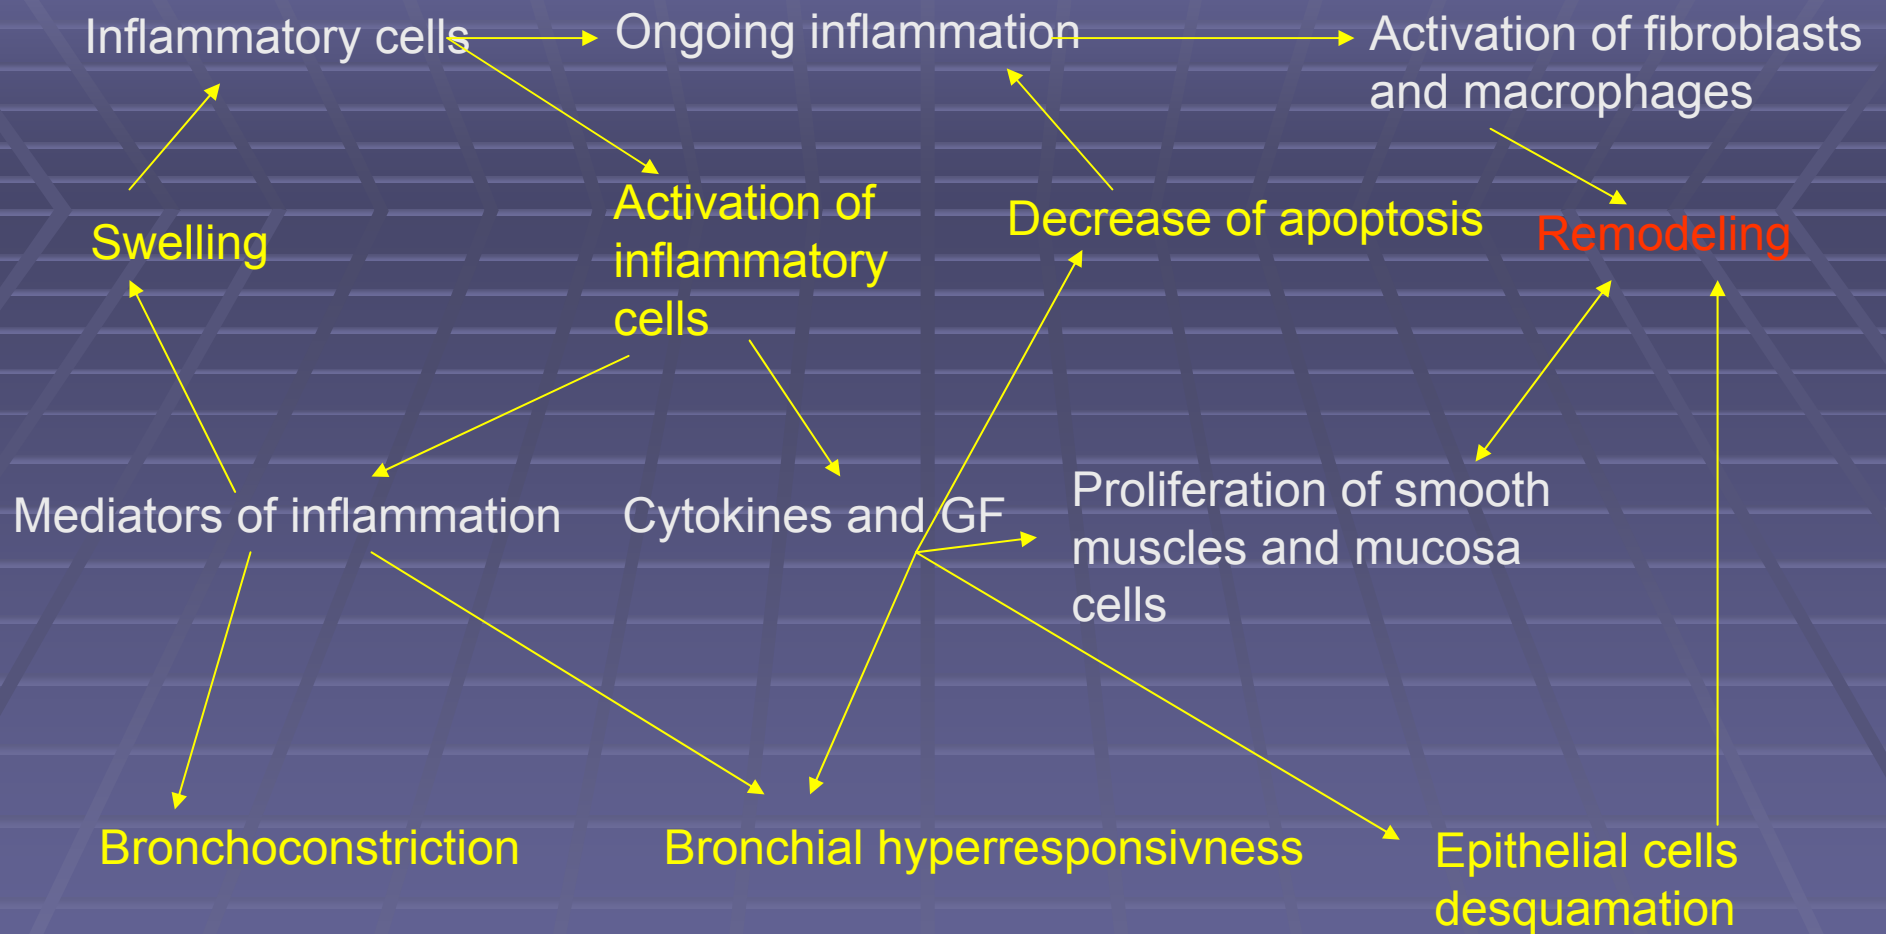 Inflammatory cells
Ongoing inflammation
Activation of fibroblasts
and macrophages
Swelling
Activation of
inflammatory
cells
Decrease of apoptosis
Remodeling
Mediators of inflammation
Cytokines and GF
Proliferation of smooth
muscles and mucosa
cells
Bronchoconstriction
Bronchial hyperresponsivness
Epithelial cells
desquamation